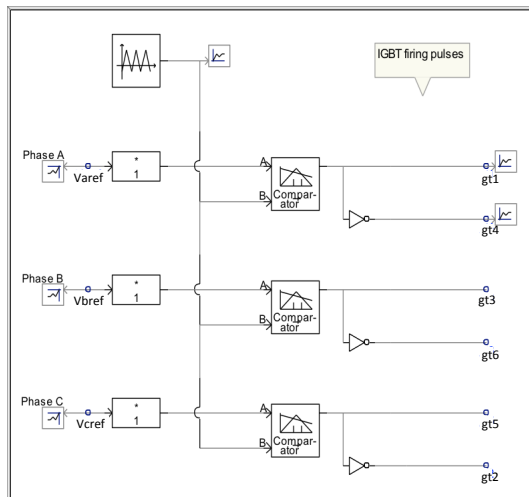 IGBT firing pulses
Phase A
Varef
*
1
A
B
Compar-
ator
gt1
gt4
Phase B
Vbref
*
1
A
B
Compar-
ator
gt3
gt6
Phase C
Vcref
*
1
A
B
Compar-
ator
gt5
gt2